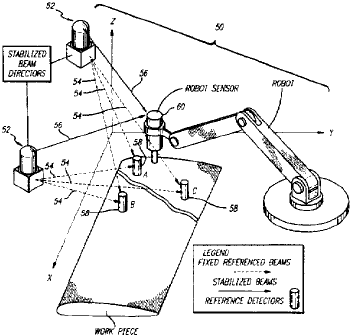 52
Z
50
STABILIZED
BEAM
DIRECTORS
54
54
56
54
ROBOT SENSOR
60
ROBOT
52
56
58
Y
54
54
A
C
54
58
B
58
X
LEGEND
FIXED REFERENCED BEAMS
STABILIZED BEAMS
REFERENCE DETECTORS
WORK PIECE